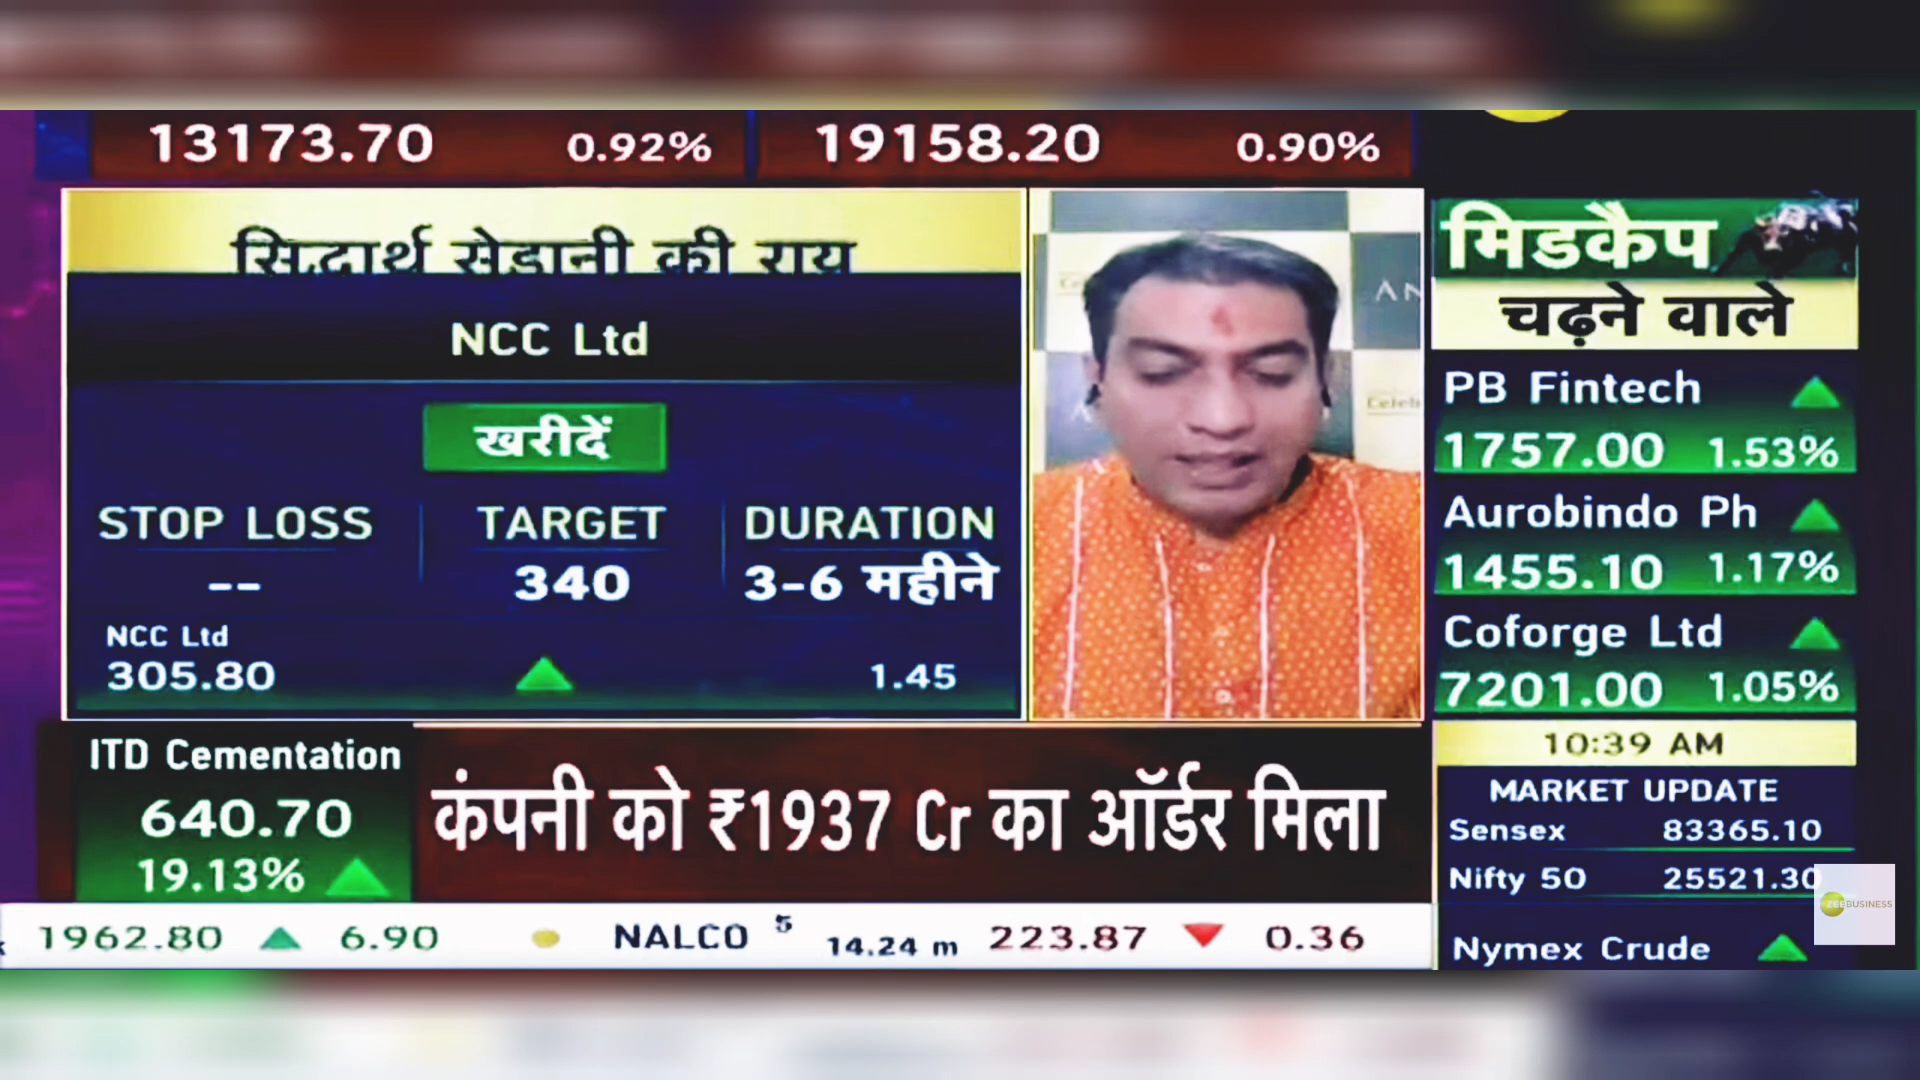 13173.70 0.92% 19158.20 0.90%
सिद्धार्थ सेडानी की राय
NCC Ltd
खरीदें
STOP LOSS TARGET DURATION
-- 340 3-6 महीने
NCC Ltd
305.80 1.45
AN
मिडकैप
चढ़ने वाले
PB Fintech
1757.00 1.53%
Aurobindo Ph
1455.10 1.17%
Coforge Ltd
7201.00 1.05%
10:39 AM
MARKET UPDATE
Sensex 83365.10
Nifty 50 25521.30
Nymex Crude
ZEEBUSINESS
ITD Cementation
640.70
19.13%
कंपनी को ₹1937 Cr का ऑर्डर मिला
1962.80 6.90 NALCO 5 14.24 m 223.87 0.36